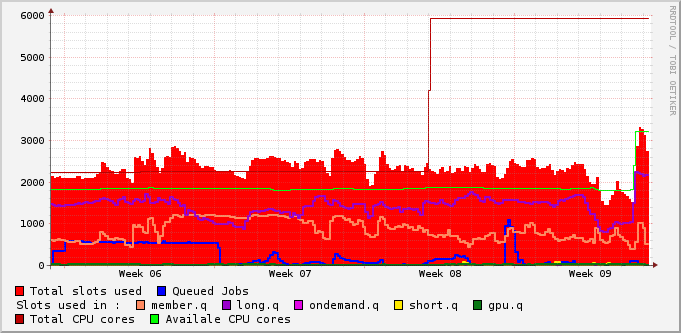 RRDTOOL / TOBI OETIKER
6000
5000
4000
3000
2000
1000
0
Week 06 Week 07 Week 08 Week 09
Total slots used Queued Jobs
Slots used in : member.q long.q ondemand.q short.q gpu.q
Total CPU cores Availale CPU cores